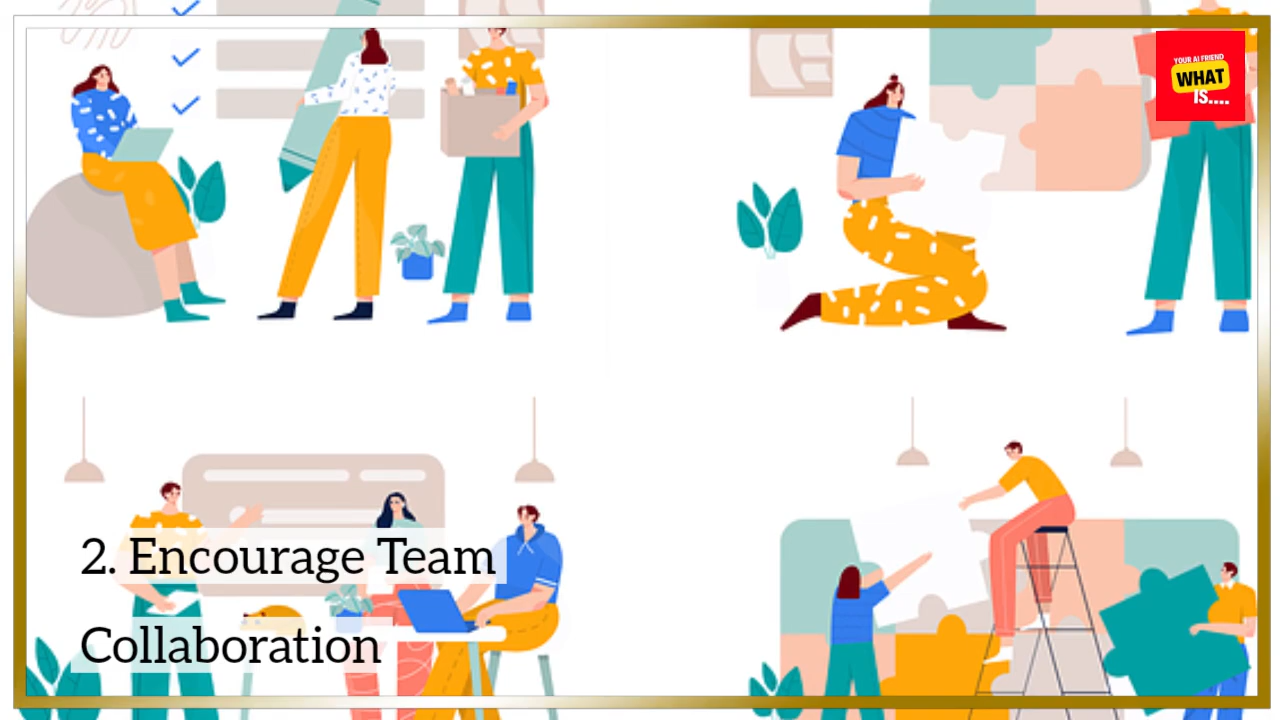 YOUR AI FRIEND
WHAT
IS....
2. Encourage Team
Collaboration